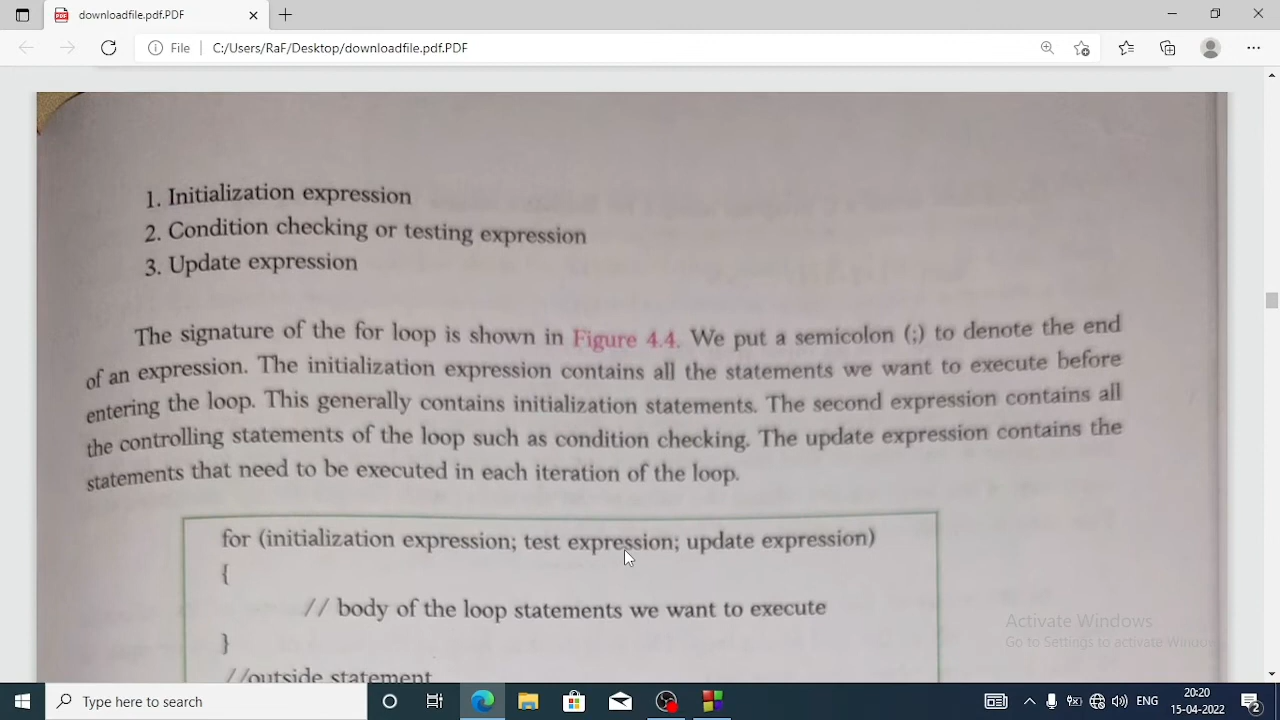 downloadfile.pdf.PDF
File
C:/Users/RaF/Desktop/downloadfile.pdf.PDF
1. Initialization expression
2. Condition checking or testing expression
3. Update expression
The signature of the for loop is shown in Figure 4.4. We put a semicolon (;) to denote the end
of an expression. The initialization expression contains all the statements we want to execute before
entering the loop. This generally contains initialization statements. The second expression contains all
the controlling statements of the loop such as condition checking. The update expression contains the
statements that need to be executed in each iteration of the loop.
for (initialization expression; test expression; update expression)
{
// body of the loop statements we want to execute
}
//outside statement
Activate Windows
Go to Settings to activate Windows
Type here to search
ENG
20:20
15-04-2022
2